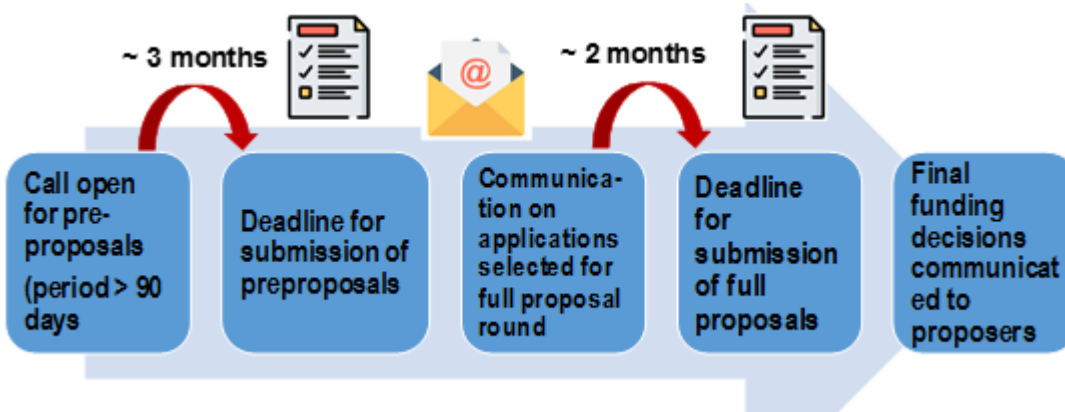 ~ 3 months
@
~ 2 months
Call open
for pre-
proposals
(period > 90
days
Deadline for
submission of
preproposals
Communica-
tion on
applications
selected for
full proposal
round
Deadline
for
submission
of full
proposals
Final
funding
decisions
communicat
ed to
proposers